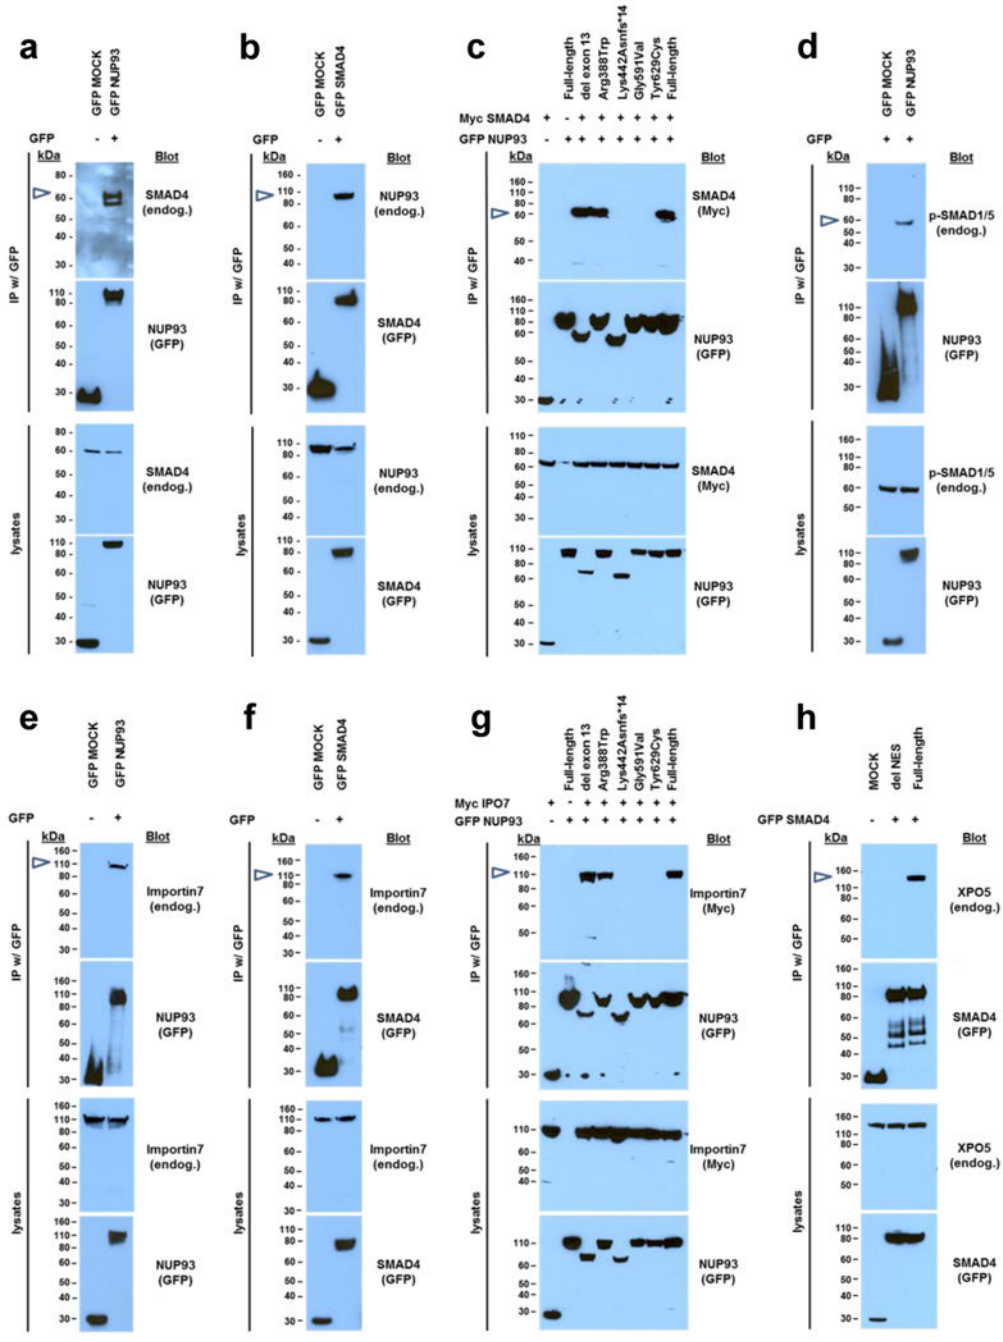 a
GFP MOCK
GFP NUP93
GFP - +
kDa Blot
IP w/ GFP
80 -
60 -
50 -
40 -
30 -
SMAD4
(endog.)
110 -
80 -
60 -
50 -
40 -
30 -
NUP93
(GFP)
lysates
80 -
60 -
50 -
40 -
30 -
SMAD4
(endog.)
110 -
80 -
60 -
50 -
40 -
30 -
NUP93
(GFP)
b
GFP MOCK
GFP SMAD4
GFP - +
kDa Blot
IP w/ GFP
160 -
110 -
80 -
60 -
50 -
40 -
NUP93
(endog.)
110 -
80 -
60 -
50 -
40 -
30 -
SMAD4
(GFP)
lysates
110 -
80 -
60 -
50 -
40 -
NUP93
(endog.)
110 -
80 -
60 -
50 -
40 -
30 -
SMAD4
(GFP)
c
Full-length
del exon 13
Arg388Trp
Lys442Asnfs*14
Gly591Val
Tyr629Cys
Full-length
Myc SMAD4 + - + + + + + +
GFP NUP93 - + + + + + + +
kDa Blot
IP w/ GFP
160 -
110 -
80 -
60 -
50 -
40 -
SMAD4
(Myc)
160 -
110 -
80 -
60 -
50 -
40 -
30 -
NUP93
(GFP)
lysates
110 -
80 -
60 -
50 -
40 -
30 -
SMAD4
(Myc)
110 -
80 -
60 -
50 -
40 -
30 -
NUP93
(GFP)
d
GFP MOCK
GFP NUP93
GFP + +
kDa Blot
IP w/ GFP
110 -
80 -
60 -
50 -
40 -
30 -
p-SMAD1/5
(endog.)
110 -
80 -
60 -
50 -
40 -
30 -
NUP93
(GFP)
lysates
160 -
110 -
80 -
60 -
50 -
p-SMAD1/5
(endog.)
110 -
80 -
60 -
50 -
40 -
30 -
NUP93
(GFP)
e
GFP MOCK
GFP NUP93
GFP - +
kDa Blot
IP w/ GFP
160 -
110 -
80 -
60 -
50 -
40 -
30 -
Importin7
(endog.)
160 -
110 -
80 -
60 -
50 -
40 -
30 -
NUP93
(GFP)
lysates
160 -
110 -
80 -
60 -
50 -
40 -
30 -
Importin7
(endog.)
160 -
110 -
80 -
60 -
50 -
40 -
30 -
NUP93
(GFP)
f
GFP MOCK
GFP SMAD4
GFP - +
kDa Blot
IP w/ GFP
160 -
110 -
80 -
60 -
50 -
40 -
30 -
Importin7
(endog.)
110 -
80 -
60 -
50 -
40 -
30 -
SMAD4
(GFP)
lysates
160 -
110 -
80 -
60 -
50 -
40 -
30 -
Importin7
(endog.)
110 -
80 -
60 -
50 -
40 -
30 -
SMAD4
(GFP)
g
Full-length
del exon 13
Arg388Trp
Lys442Asnfs*14
Gly591Val
Tyr629Cys
Full-length
Myc IPO7 + - + + + + + +
GFP NUP93 - + + + + + + +
kDa Blot
IP w/ GFP
160 -
110 -
80 -
60 -
50 -
Importin7
(Myc)
160 -
110 -
80 -
60 -
50 -
30 -
NUP93
(GFP)
lysates
110 -
80 -
60 -
50 -
40 -
Importin7
(Myc)
110 -
60 -
50 -
40 -
30 -
NUP93
(GFP)
h
MOCK
del NES
Full-length
GFP SMAD4 - + +
kDa Blot
IP w/ GFP
160 -
110 -
80 -
60 -
50 -
XPO5
(endog.)
160 -
110 -
80 -
60 -
50 -
40 -
30 -
SMAD4
(GFP)
lysates
160 -
110 -
80 -
60 -
50 -
XPO5
(endog.)
110 -
80 -
60 -
50 -
40 -
30 -
SMAD4
(GFP)